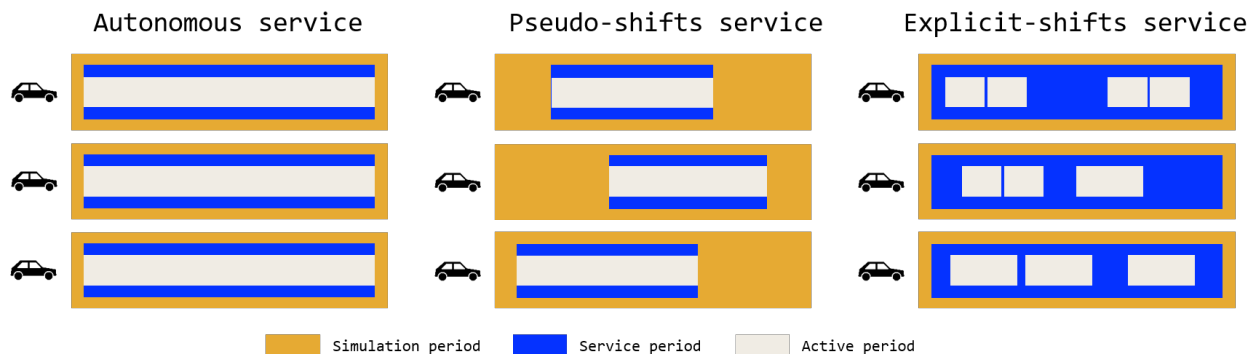 Autonomous service
Pseudo-shifts service
Explicit-shifts service
Simulation period
Service period
Active period